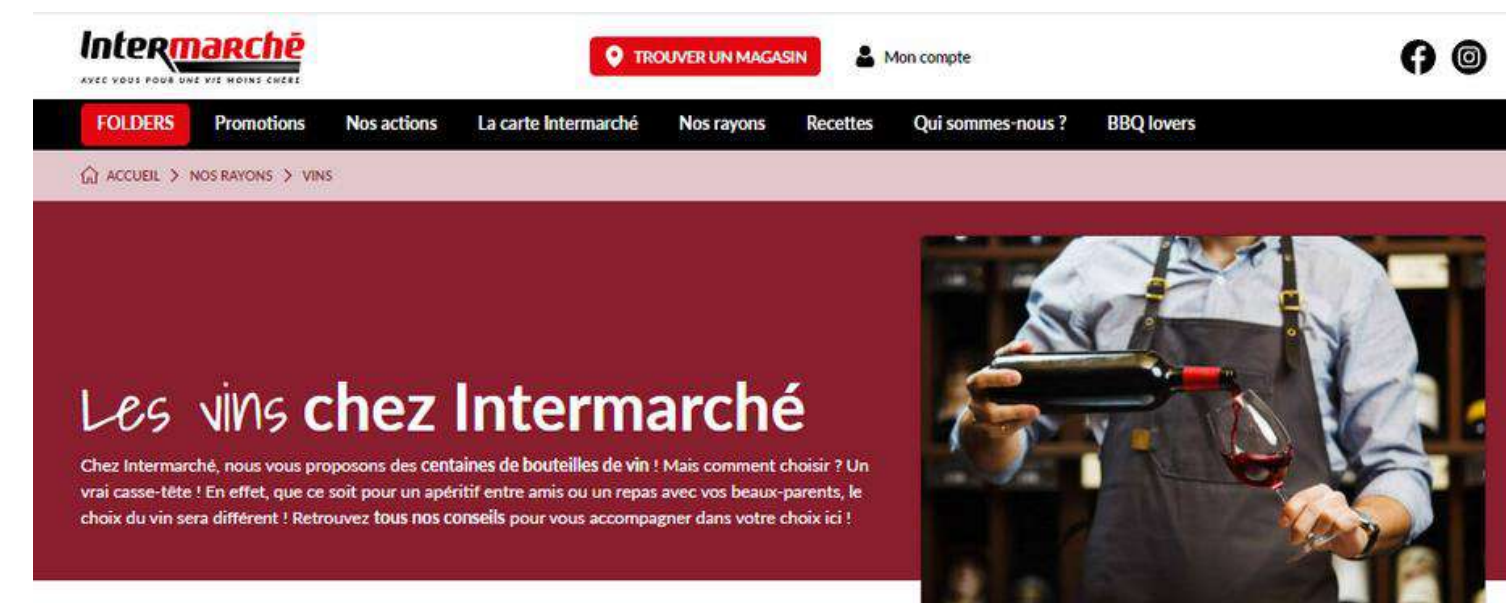 Intermarché
AVEC VOUS POUR UNE VIE MOINS CHÈRE
TROUVER UN MAGASIN
Mon compte
FOLDERS Promotions Nos actions La carte Intermarché Nos rayons Recettes Qui sommes-nous ? BBQ lovers
ACCUEIL > NOS RAYONS > VINS
Les vins chez Intermarché
Chez Intermarché, nous vous proposons des centaines de bouteilles de vin ! Mais comment choisir ? Un
vrai casse-tête ! En effet, que ce soit pour un apéritif entre amis ou un repas avec vos beaux-parents, le
choix du vin sera différent ! Retrouvez tous nos conseils pour vous accompagner dans votre choix ici !